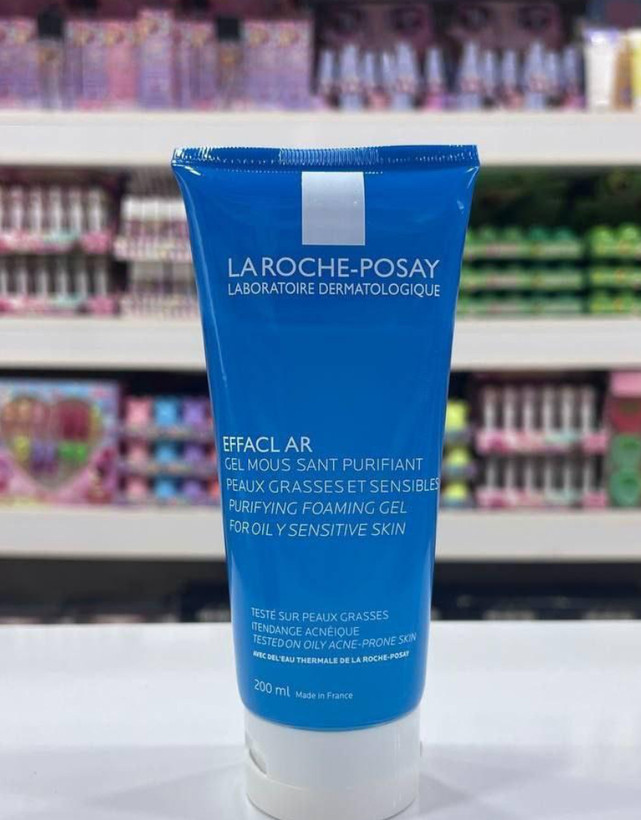 LA ROCHE-POSAY
LABORATOIRE DERMATOLOGIQUE
EFFACL AR
GEL MOUS SANT PURIFIANT
PEAUX GRASSES ET SENSIBLES
PURIFYING FOAMING GEL
FOR OIL Y SENSITIVE SKIN
TESTÉ SUR PEAUX GRASSES
ITENDANGE ACNÉIQUE
TESTED ON OILY ACNE-PRONE SKIN
AVEC DEL'EAU THERMALE DE LA ROCHE-POSAY
200 ml Made in France